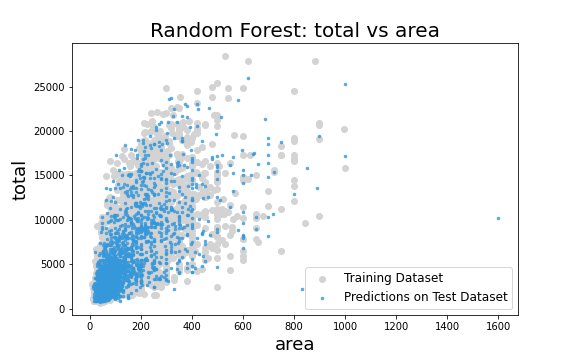 Random Forest: total vs area
total
25000
20000
15000
10000
5000
0
Training Dataset
Predictions on Test Dataset
0 200 400 600 800 1000 1200 1400 1600
area